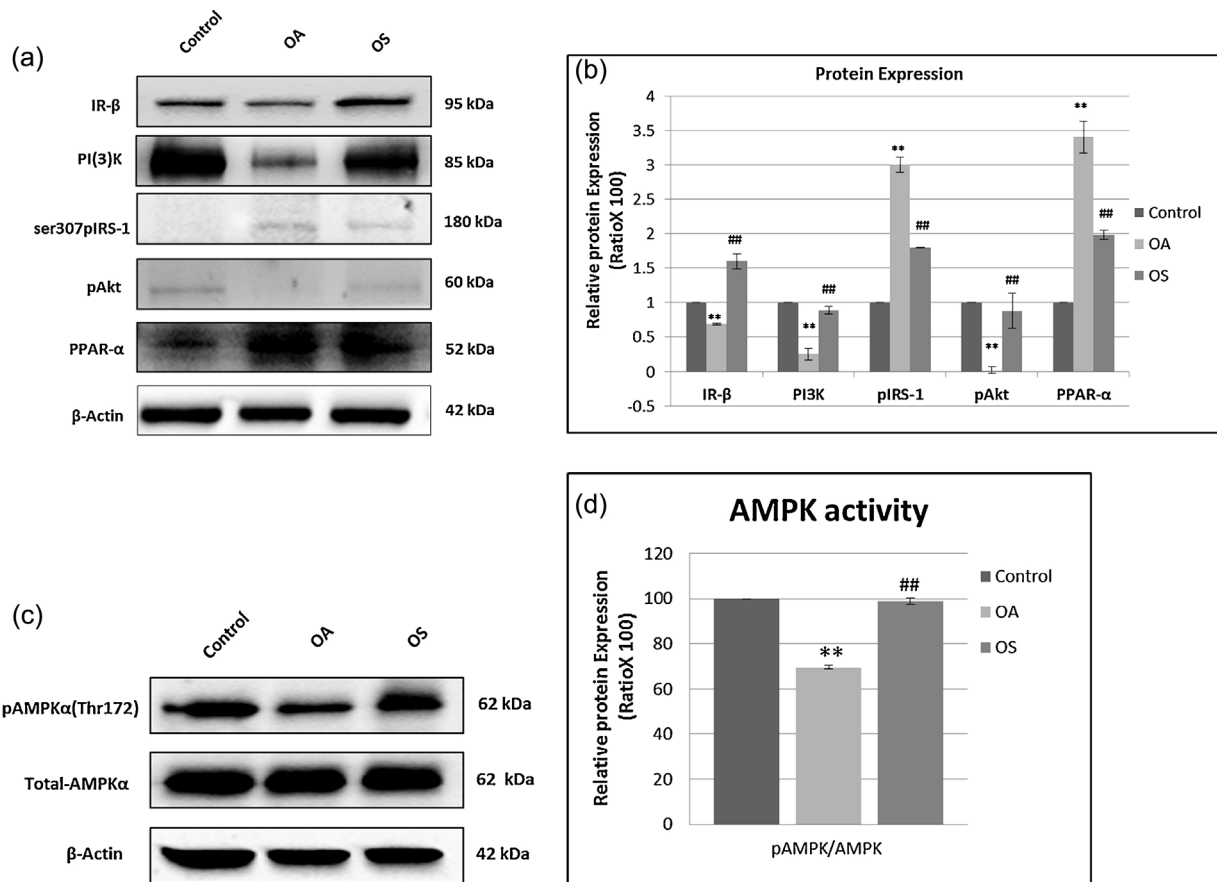 (a)
Control OA OS
IR-β 95 kDa
PI(3)K 85 kDa
ser307pIRS-1 180 kDa
pAkt 60 kDa
PPAR-α 52 kDa
β-Actin 42 kDa
(b)
Protein Expression
Relative protein Expression
(RatioX 100)
4
3.5
3
2.5
2
1.5
1
0.5
0
-0.5
** ## ** ## ** ## ** ## ** ##
IR-β PI3K pIRS-1 pAkt PPAR-α
Control
OA
OS
(c)
Control OA OS
pAMPKα(Thr172) 62 kDa
Total-AMPKα 62 kDa
β-Actin 42 kDa
(d)
AMPK activity
Relative protein Expression
(RatioX 100)
120
100
80
60
40
20
0
** ##
pAMPK/AMPK
Control
OA
OS